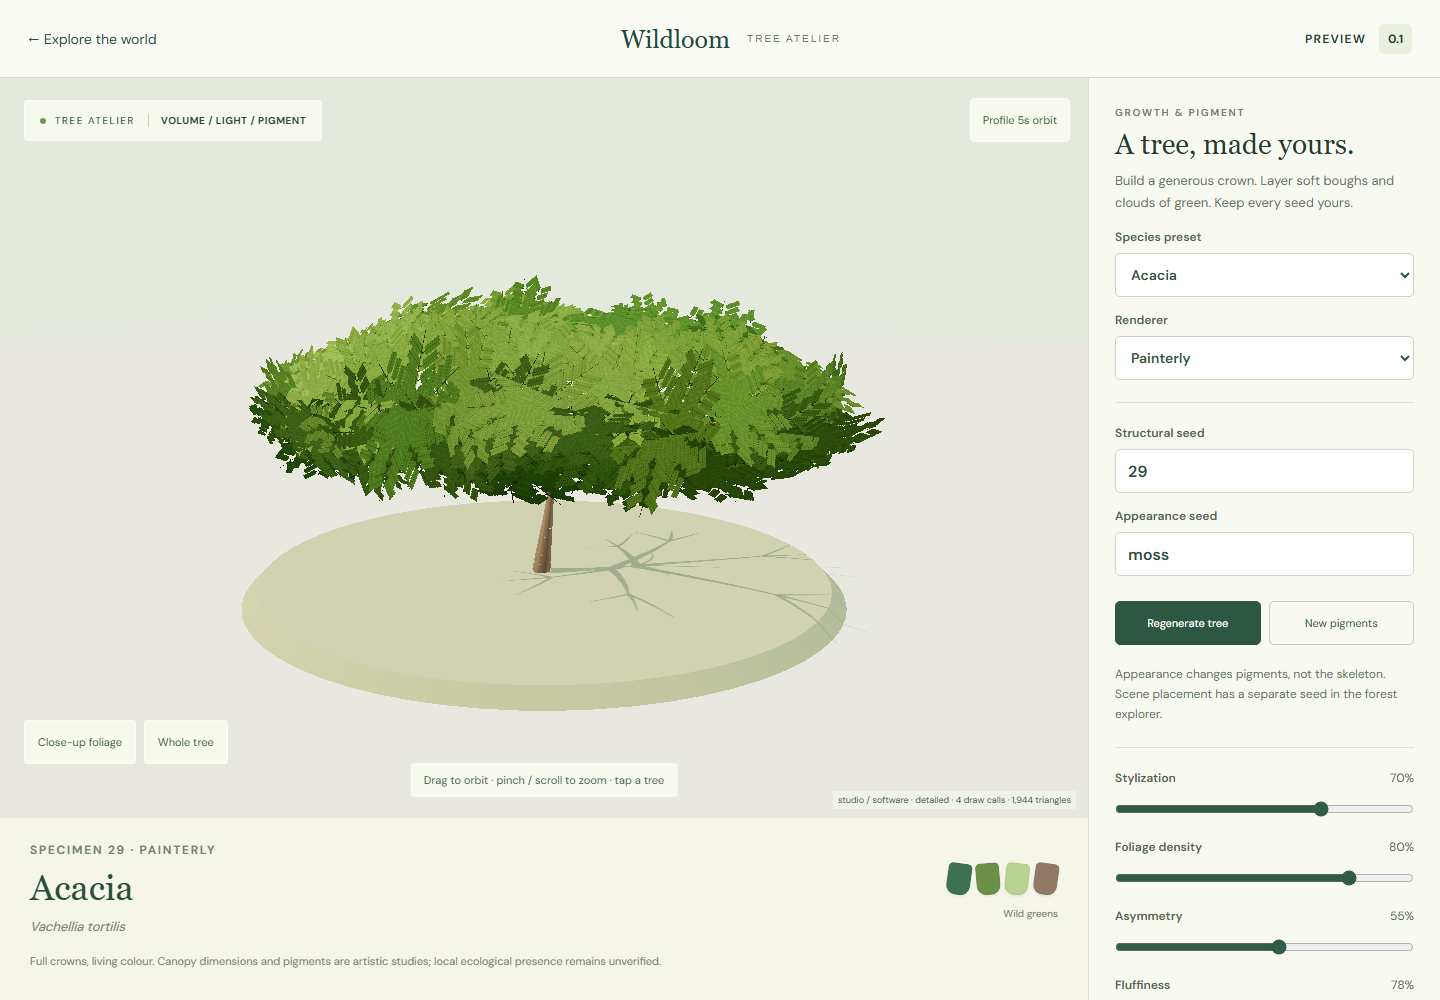 ← Explore the world
Wildloom TREE ATELIER
PREVIEW 0.1
TREE ATELIER VOLUME / LIGHT / PIGMENT
Profile 5s orbit
Close-up foliage
Whole tree
Drag to orbit · pinch / scroll to zoom · tap a tree
studio / software · detailed · 4 draw calls · 1,944 triangles
SPECIMEN 29 · PAINTERLY
Acacia
Vachellia tortilis
Full crowns, living colour. Canopy dimensions and pigments are artistic studies; local ecological presence remains unverified.
Wild greens
GROWTH & PIGMENT
A tree, made yours.
Build a generous crown. Layer soft boughs and
clouds of green. Keep every seed yours.
Species preset
Acacia
Renderer
Painterly
Structural seed
29
Appearance seed
moss
Regenerate tree
New pigments
Appearance changes pigments, not the skeleton.
Scene placement has a separate seed in the forest
explorer.
Stylization 70%
Foliage density 80%
Asymmetry 55%
Fluffiness 78%